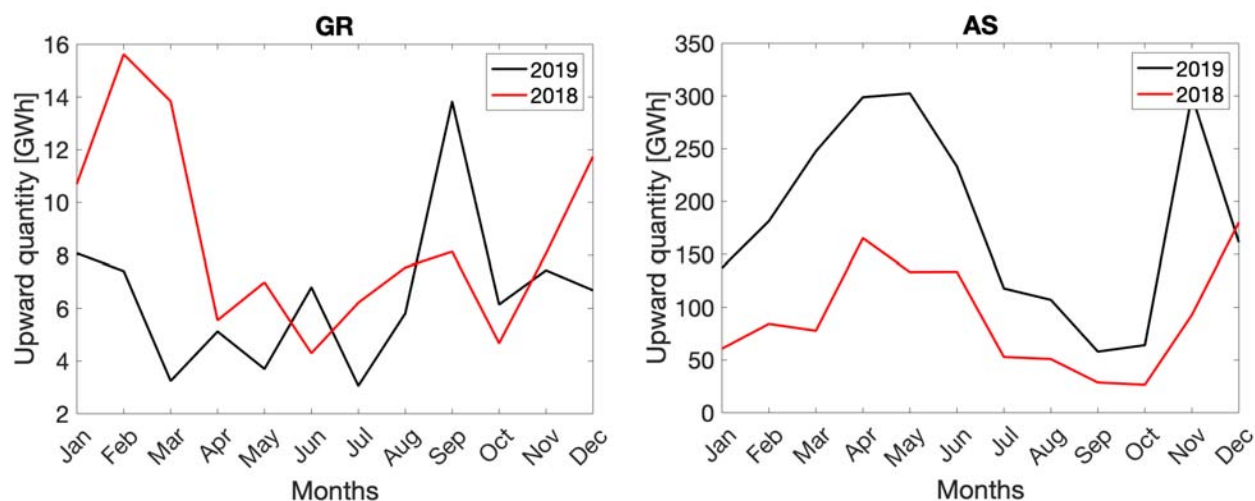 GR
Upward quantity [GWh]
16
14
12
10
8
6
4
2
2019
2018
Jan Feb Mar Apr May Jun Jul Aug Sep Oct Nov Dec
Months
AS
Upward quantity [GWh]
350
300
250
200
150
100
50
0
2019
2018
Jan Feb Mar Apr May Jun Jul Aug Sep Oct Nov Dec
Months